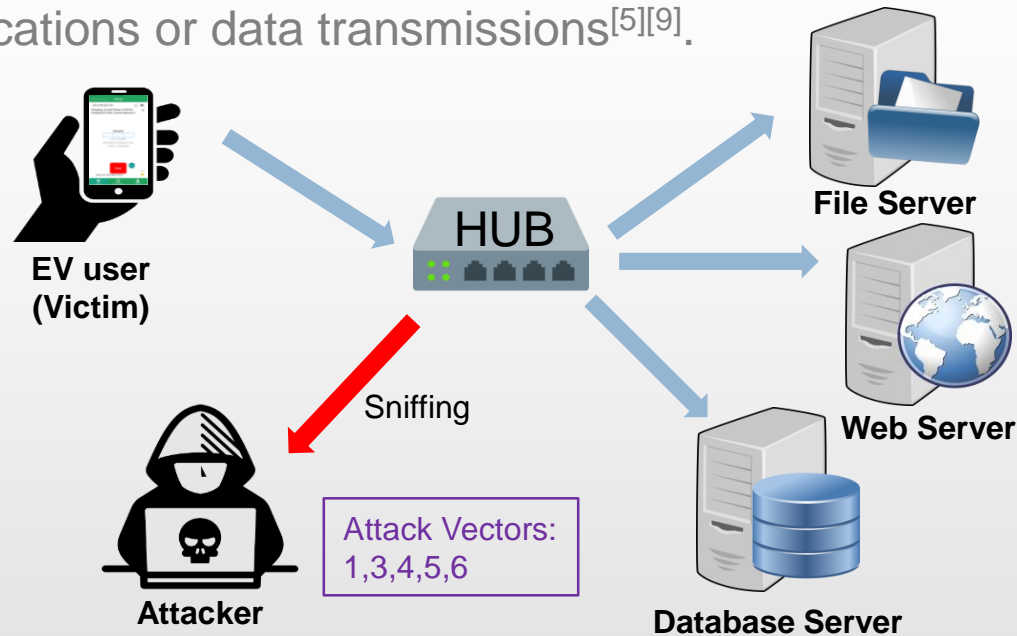 cations or data transmissions[5][9].
HUB
File Server
EV user
(Victim)
Sniffing
Web Server
Attack Vectors:
1,3,4,5,6
Attacker
Database Server